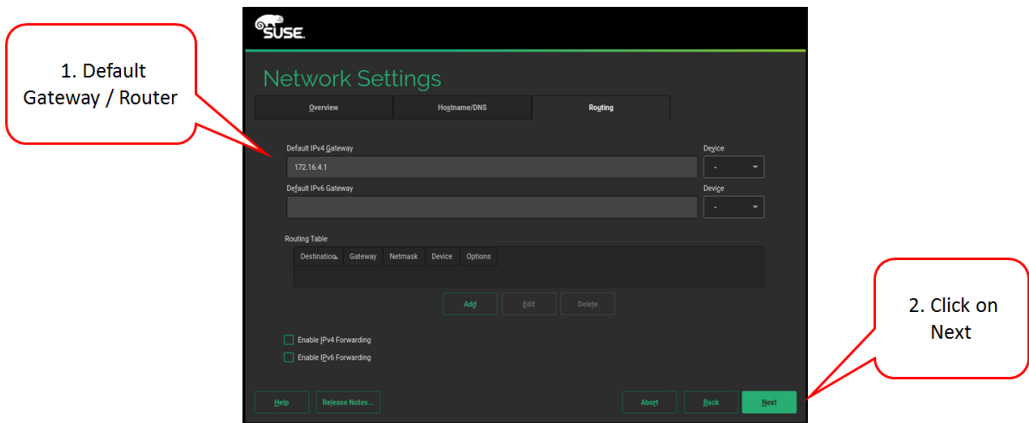 SUSE.
1. Default
Gateway / Router
Network Settings
Overview
Hostname/DNS
Routing
Default IPv4 Gateway
Device
172.16.4.1
-
Default IPv6 Gateway
Device
-
Routing Table
Destination
Gateway
Netmask
Device
Options
Add
Edit
Delete
Enable IPv4 Forwarding
Enable IPv6 Forwarding
2. Click on
Next
Help
Release Notes...
Abort
Back
Next